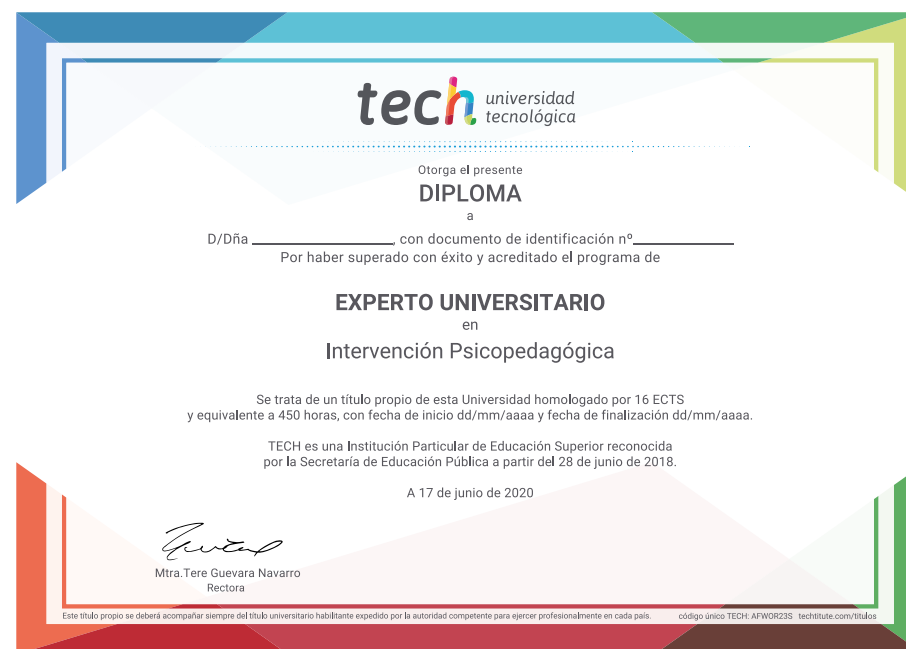 tech universidad
tecnológica
Otorga el presente
DIPLOMA
a
D/Dña ____________________, con documento de identificación nº______________
Por haber superado con éxito y acreditado el programa de
EXPERTO UNIVERSITARIO
en
Intervención Psicopedagógica
Se trata de un título propio de esta Universidad homologado por 16 ECTS
y equivalente a 450 horas, con fecha de inicio dd/mm/aaaa y fecha de finalización dd/mm/aaaa.
TECH es una Institución Particular de Educación Superior reconocida
por la Secretaría de Educación Pública a partir del 28 de junio de 2018.
A 17 de junio de 2020
Mtra.Tere Guevara Navarro
Rectora
Este título propio se deberá acompañar siempre del título universitario habilitante expedido por la autoridad competente para ejercer profesionalmente en cada país. código único TECH: AFWOR23S techtitute.com/titulos